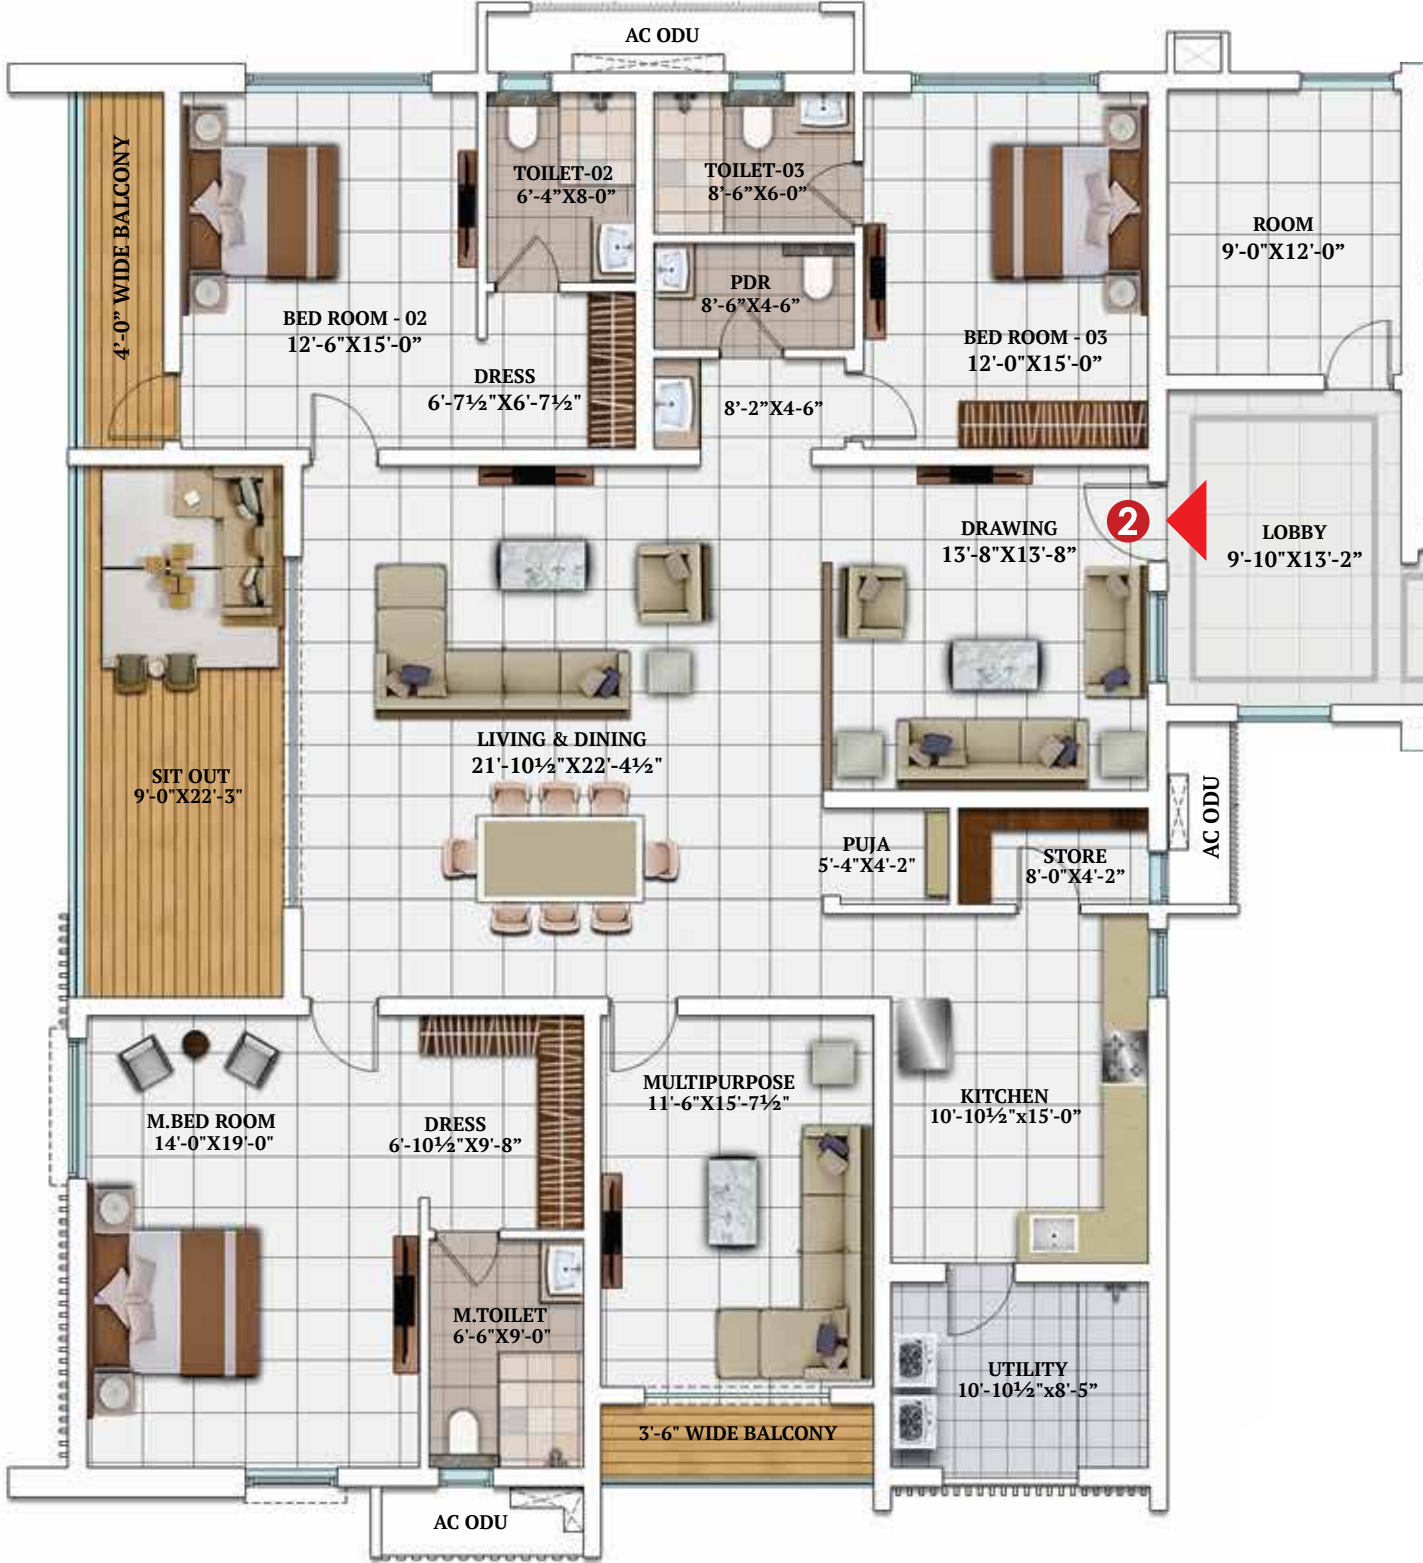 AC ODU
4'-0" WIDE BALCONY
TOILET-02
6'-4”X8-0”
TOILET-03
8'-6”X6-0”
ROOM
9'-0"X12'-0”
PDR
8'-6”X4-6”
BED ROOM - 02
12'-6"X15'-0”
BED ROOM - 03
12'-0"X15'-0”
DRESS
6'-7½"X6'-7½"
8'-2”X4-6”
DRAWING
13'-8"X13'-8”
2
LOBBY
9'-10"X13'-2”
LIVING & DINING
21'-10½"X22'-4½”
SIT OUT
9'-0"X22'-3"
AC ODU
PUJA
5'-4"X4'-2"
STORE
8'-0"X4'-2”
MULTIPURPOSE
11'-6"X15'-7½"
KITCHEN
10'-10½"x15'-0”
M.BED ROOM
14'-0"X19'-0”
DRESS
6'-10½"X9'-8”
M.TOILET
6'-6"X9'-0"
UTILITY
10'-10½"x8'-5”
3'-6" WIDE BALCONY
AC ODU